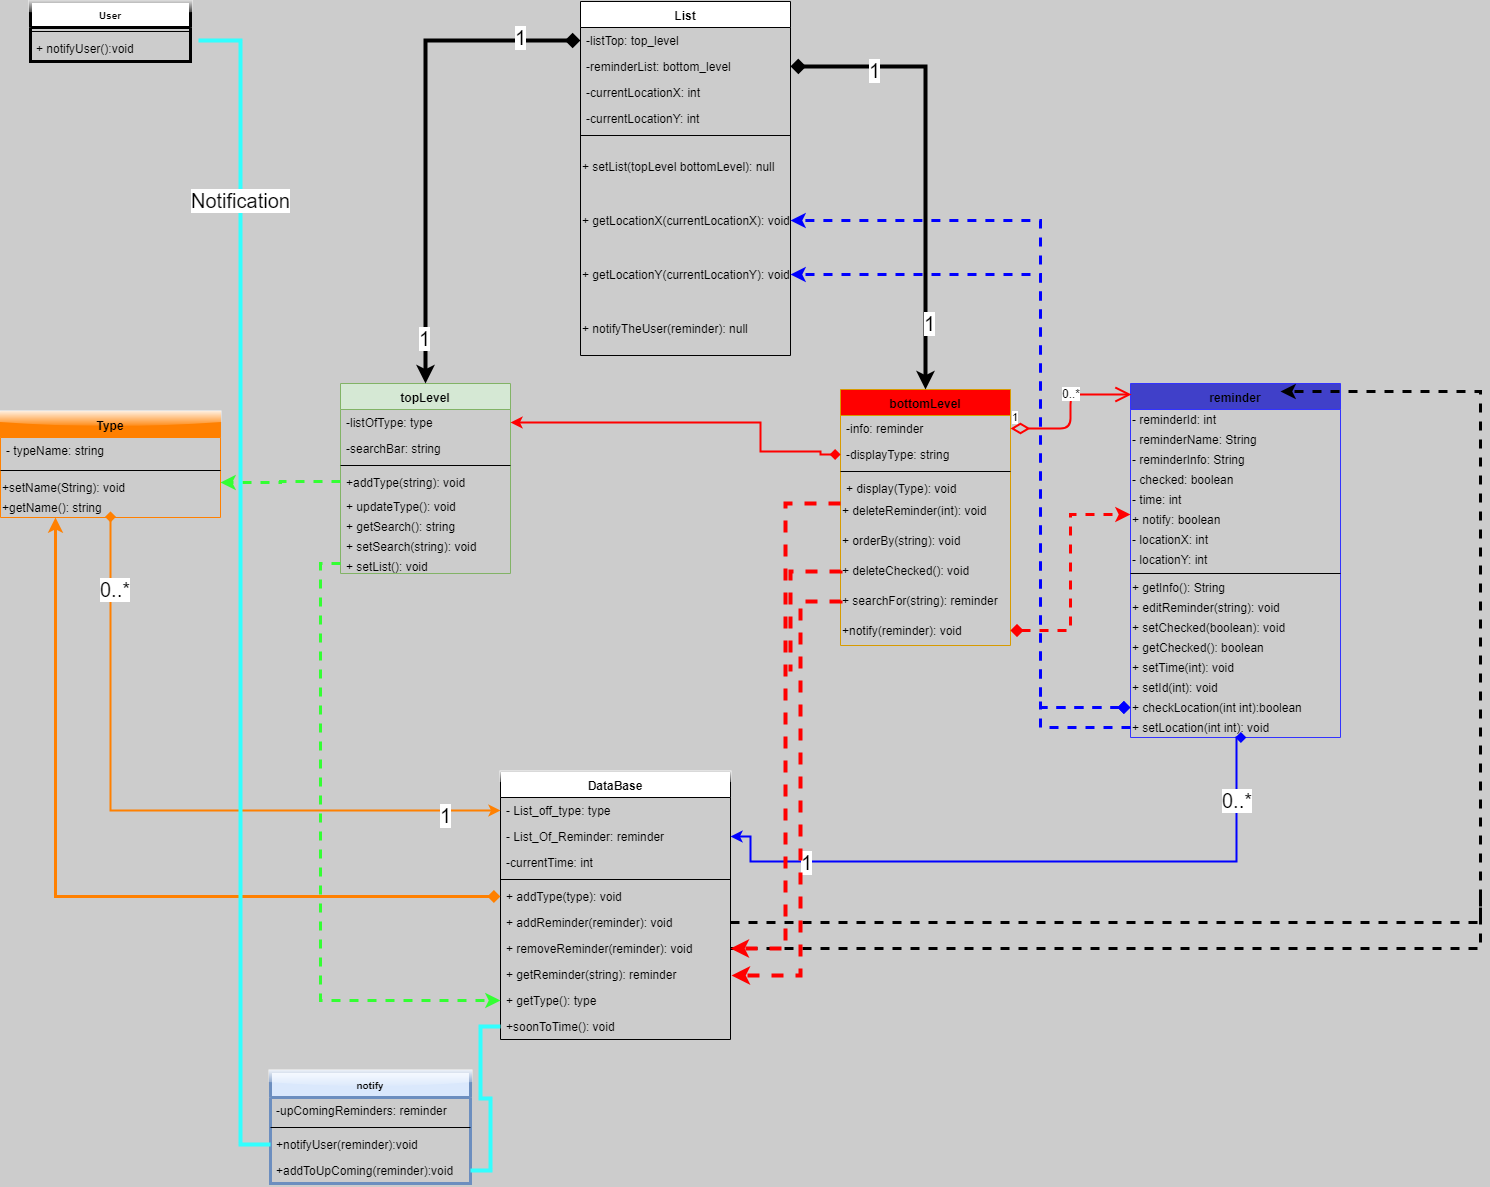 User
+ notifyUser():void
List
-listTop: top_level
-reminderList: bottom_level
-currentLocationX: int
-currentLocationY: int
+ setList(topLevel bottomLevel): null
+ getLocationX(currentLocationX): void
+ getLocationY(currentLocationY): void
+ notifyTheUser(reminder): null
1
1
Notification
1
1
topLevel
-listOfType: type
-searchBar: string
+addType(string): void
+ updateType(): void
+ getSearch(): string
+ setSearch(string): void
+ setList(): void
Type
- typeName: string
+setName(String): void
+getName(): string
0..*
1
bottomLevel
-info: reminder
-displayType: string
+ display(Type): void
+ deleteReminder(int): void
+ orderBy(string): void
+ deleteChecked(): void
+ searchFor(string): reminder
+notify(reminder): void
1
0..*
reminder
- reminderId: int
- reminderName: String
- reminderInfo: String
- checked: boolean
- time: int
+ notify: boolean
- locationX: int
- locationY: int
+ getInfo(): String
+ editReminder(string): void
+ setChecked(boolean): void
+ getChecked(): boolean
+ setTime(int): void
+ setId(int): void
+ checkLocation(int int):boolean
+ setLocation(int int): void
0..*
1
DataBase
- List_off_type: type
- List_Of_Reminder: reminder
-currentTime: int
+ addType(type): void
+ addReminder(reminder): void
+ removeReminder(reminder): void
+ getReminder(string): reminder
+ getType(): type
+soonToTime(): void
notify
-upComingReminders: reminder
+notifyUser(reminder):void
+addToUpComing(reminder):void